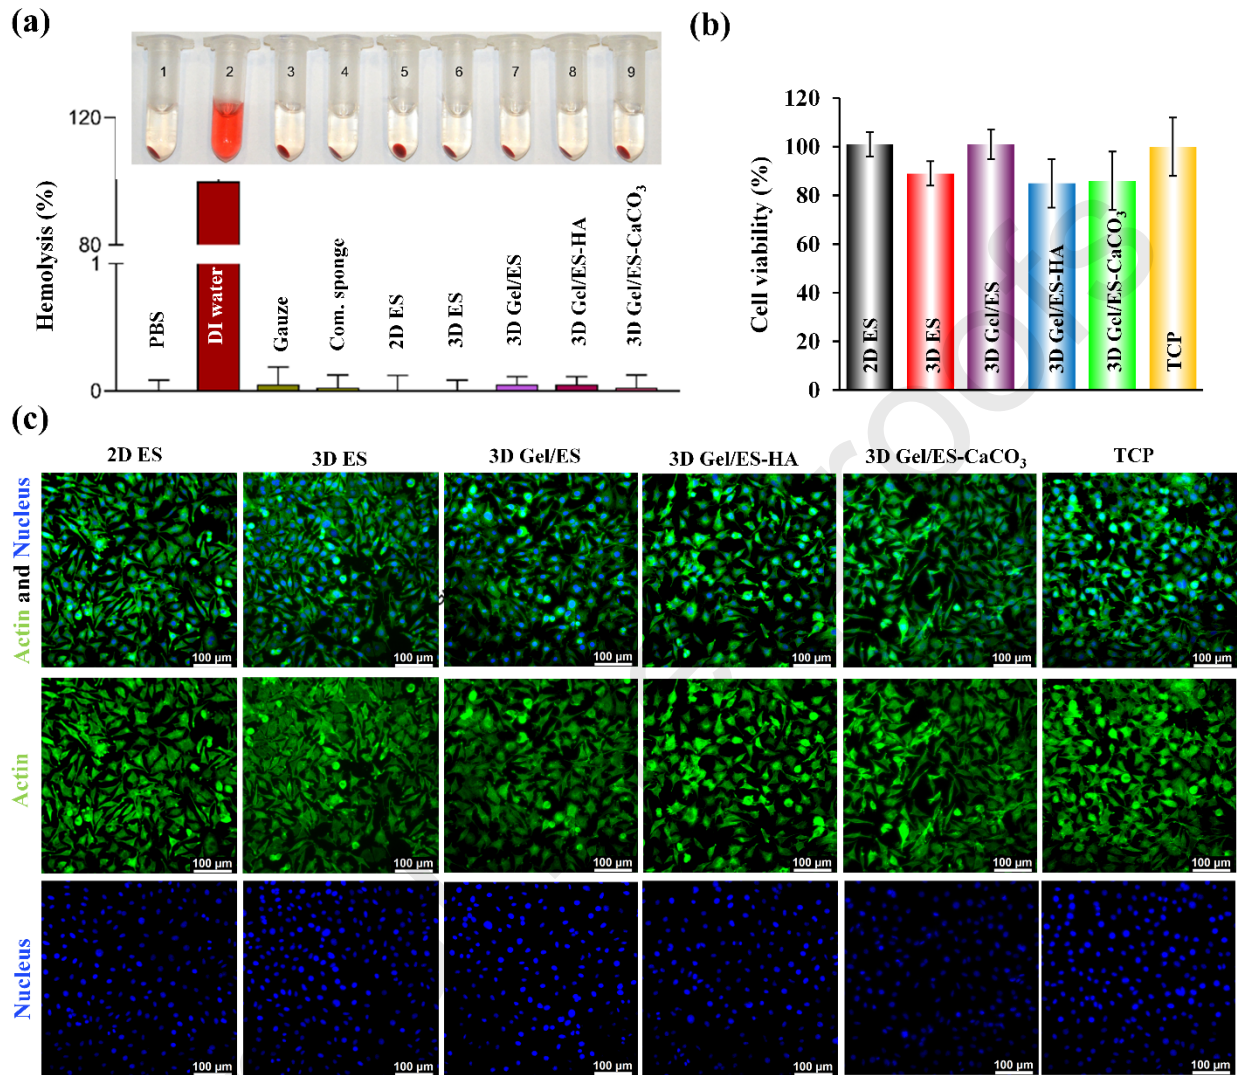 (a)
1 2 3 4 5 6 7 8 9
Hemolysis (%)
120
80
1
0
PBS
DI water
Gauze
Com. sponge
2D ES
3D ES
3D Gel/ES
3D Gel/ES-HA
3D Gel/ES-CaCO3
(b)
Cell viability (%)
120
100
80
60
40
20
0
2D ES
3D ES
3D Gel/ES
3D Gel/ES-HA
3D Gel/ES-CaCO3
TCP
(c)
2D ES 3D ES 3D Gel/ES 3D Gel/ES-HA 3D Gel/ES-CaCO3 TCP
Actin and Nucleus
100 µm 100 µm 100 µm 100 µm 100 µm 100 µm
Actin
100 µm 100 µm 100 µm 100 µm 100 µm 100 µm
Nucleus
100 µm 100 µm 100 µm 100 µm 100 µm 100 µm